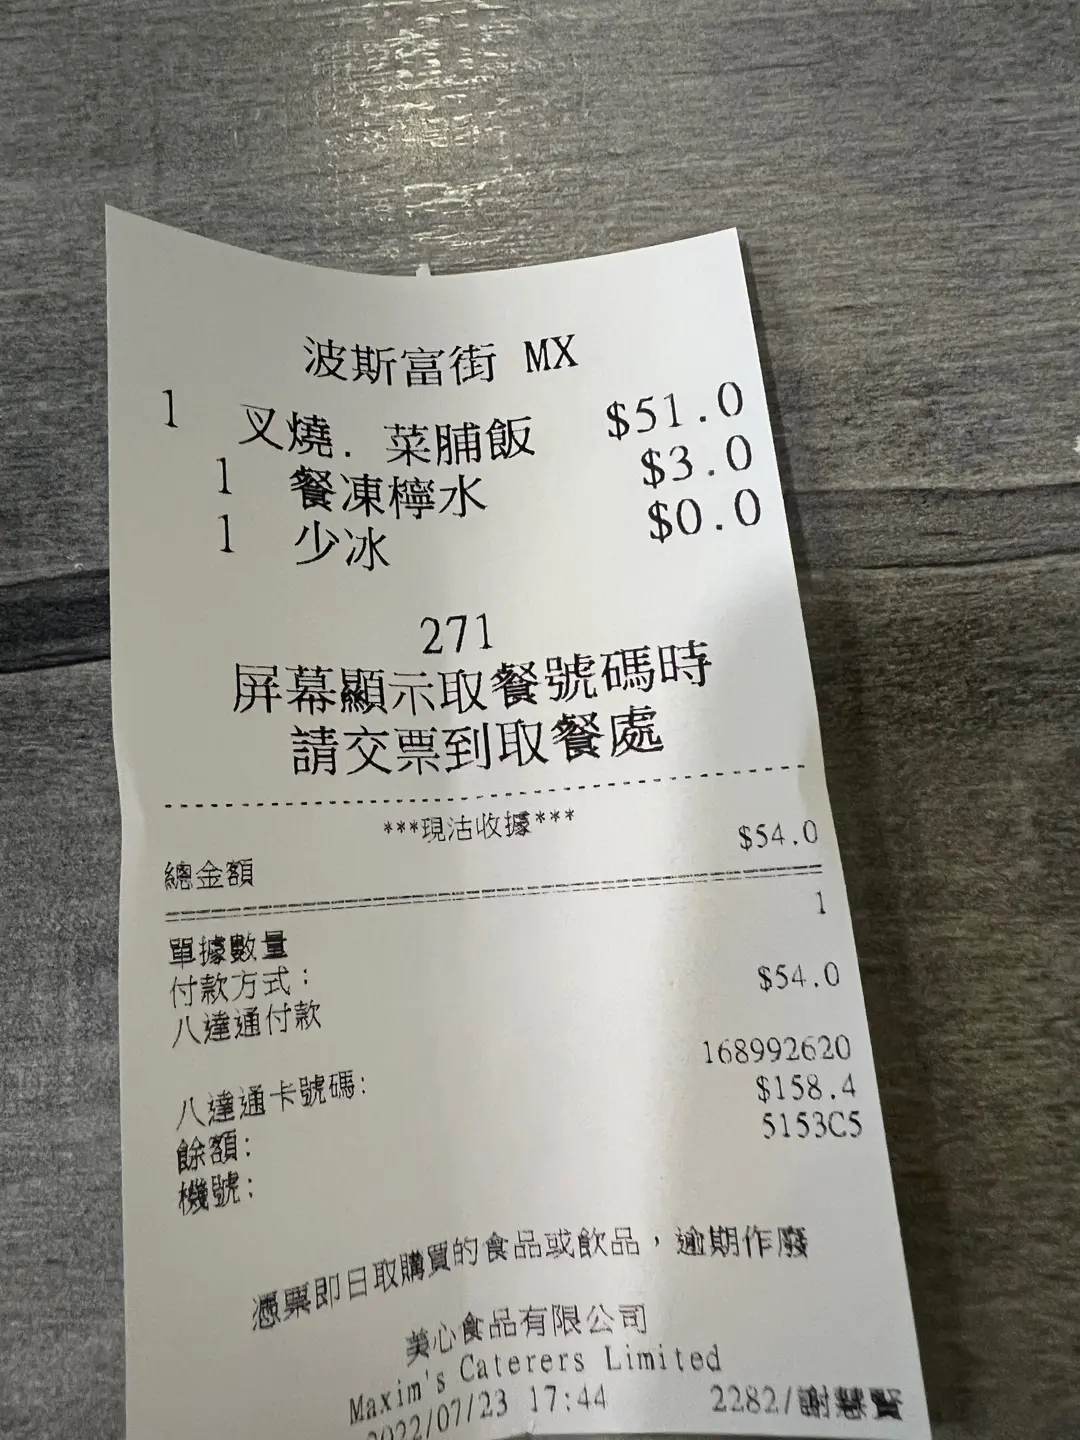 波斯富街 MX
1 叉燒. 菜脯飯 $51.0
1 餐凍檸水 $3.0
1 少冰 $0.0
271
屏幕顯示取餐號碼時
請交票到取餐處
***現沽收據***
總金額 $54.0
單據數量 1
付款方式：
八達通付款 $54.0
八達通卡號碼: 168992620
餘額: $158.4
機號: 5153C5
憑票即日取購買的食品或飲品，逾期作廢
美心食品有限公司
Maxim's Caterers Limited
2022/07/23 17:44 2282/謝慧賢